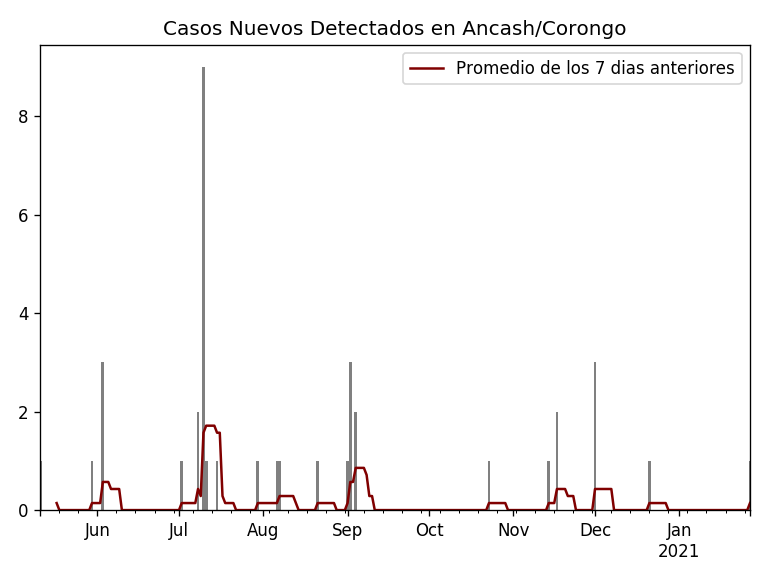 Casos Nuevos Detectados en Ancash/Corongo
Promedio de los 7 dias anteriores
8
6
4
2
0
Jun Jul Aug Sep Oct Nov Dec Jan
2021